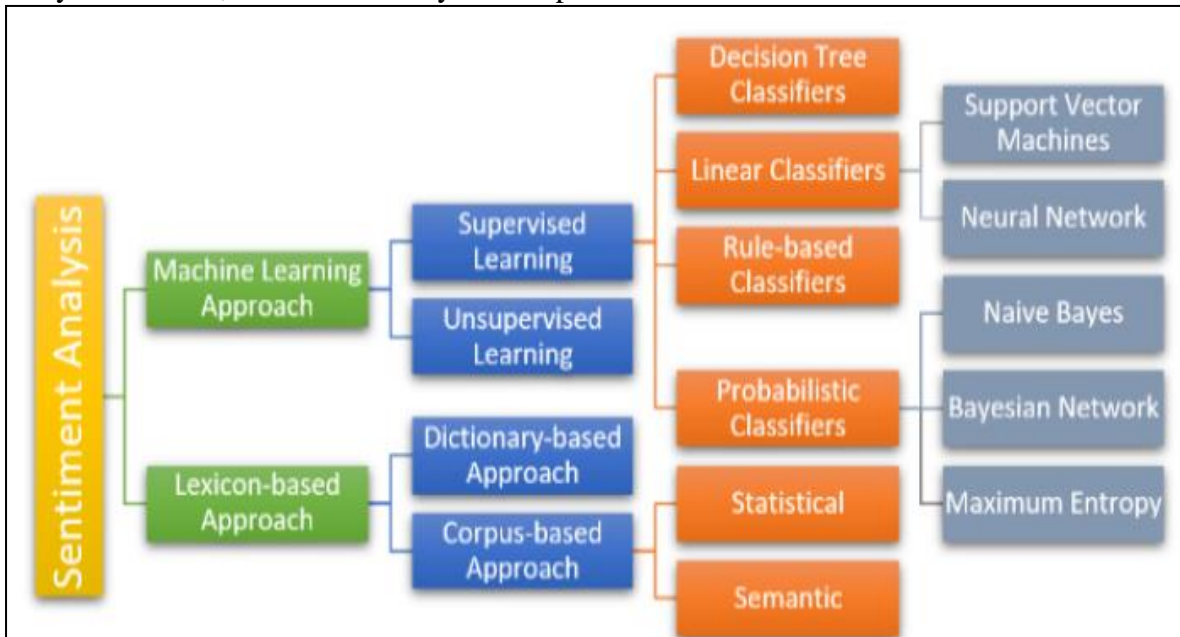 Sentiment Analysis
Machine Learning
Approach
Lexicon-based
Approach
Supervised
Learning
Unsupervised
Learning
Dictionary-based
Approach
Corpus-based
Approach
Decision Tree
Classifiers
Linear Classifiers
Rule-based
Classifiers
Probabilistic
Classifiers
Statistical
Semantic
Support Vector
Machines
Neural Network
Naive Bayes
Bayesian Network
Maximum Entropy